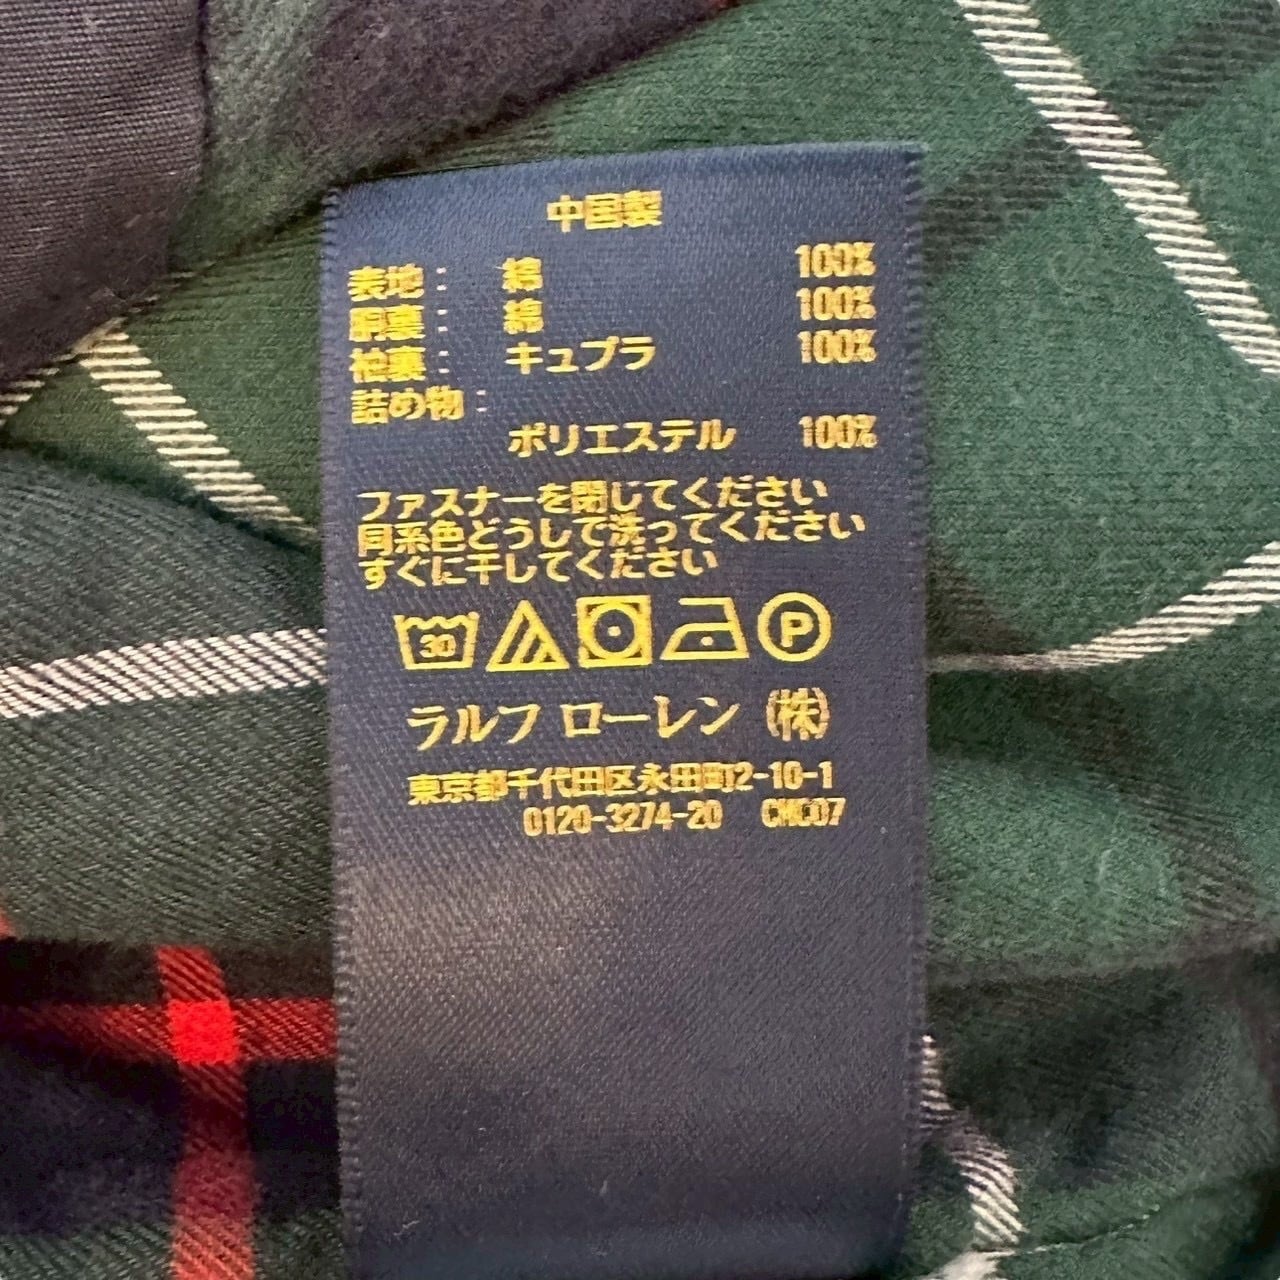 中国製
表地： 綿 100%
胴裏： 綿 100%
袖裏： キュプラ 100%
詰め物：
ポリエステル 100%
ファスナーを閉じてください
同系色どうしで洗ってください
すぐに干してください
30 P
ラルフ ローレン (株)
東京都千代田区永田町2-10-1
0120-3274-20 CMC07